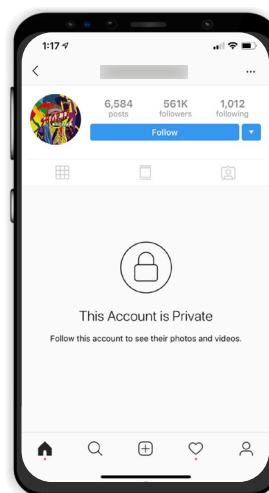 1:17
6,584 561K 1,012
posts followers following
Follow
This Account is Private
Follow this account to see their photos and videos.